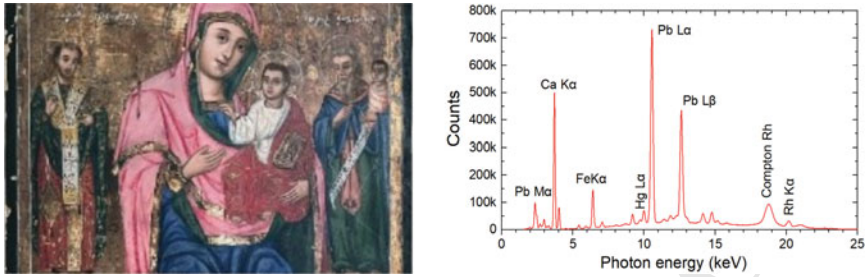 800k
700k
600k
500k
400k
300k
200k
100k
0
Counts
Pb Mα
Ca Kα
FeKα
Hg Lα
Pb Lα
Pb Lβ
Compton Rh
Rh Kα
0 5 10 15 20 25
Photon energy (keV)